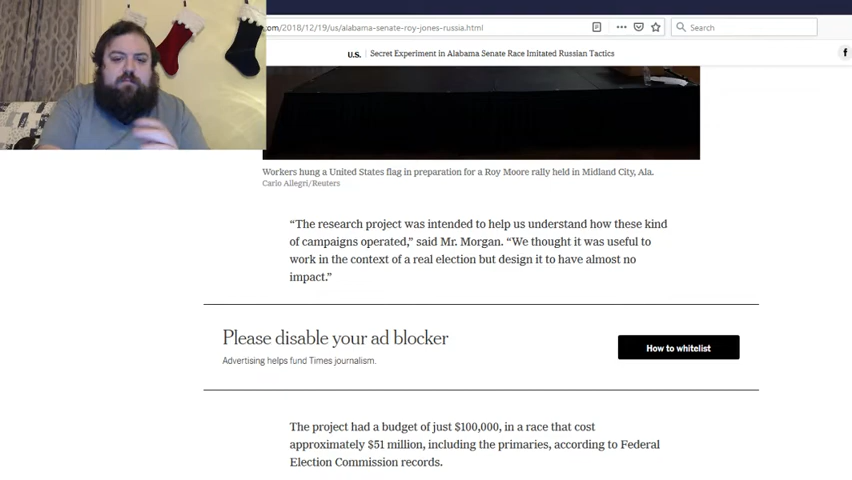 com/2018/12/19/us/alabama-senate-roy-jones-russia.html
Search
U.S. | Secret Experiment in Alabama Senate Race Imitated Russian Tactics
Workers hung a United States flag in preparation for a Roy Moore rally held in Midland City, Ala.
Carlo Allegri/Reuters
“The research project was intended to help us understand how these kind
of campaigns operated,” said Mr. Morgan. “We thought it was useful to
work in the context of a real election but design it to have almost no
impact.”
Please disable your ad blocker
Advertising helps fund Times journalism.
How to whitelist
The project had a budget of just $100,000, in a race that cost
approximately $51 million, including the primaries, according to Federal
Election Commission records.